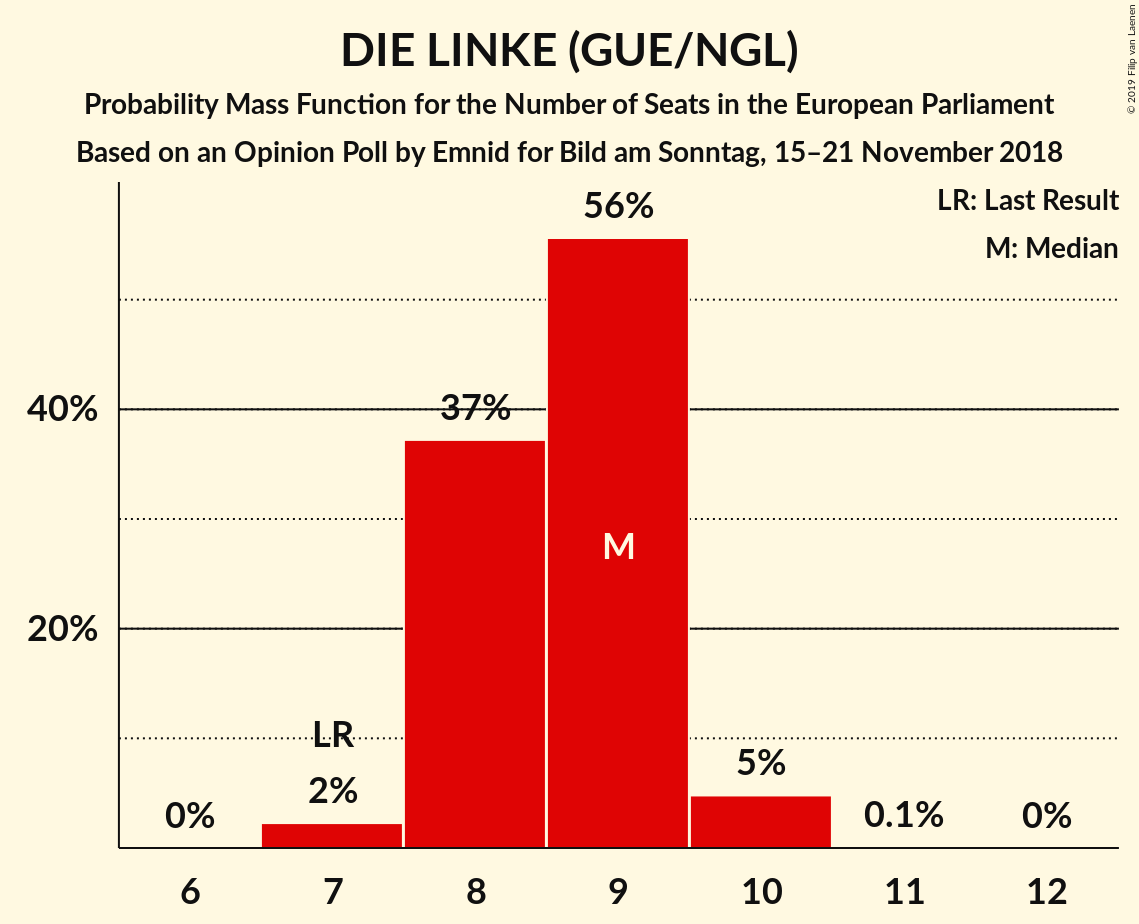 DIE LINKE (GUE/NGL)
Probability Mass Function for the Number of Seats in the European Parliament
Based on an Opinion Poll by Emnid for Bild am Sonntag, 15–21 November 2018
© 2019 Filip van Laenen
LR: Last Result
M: Median
56%
40%
37%
M
20%
LR
2%
5%
0%
0.1%
0%
6 7 8 9 10 11 12